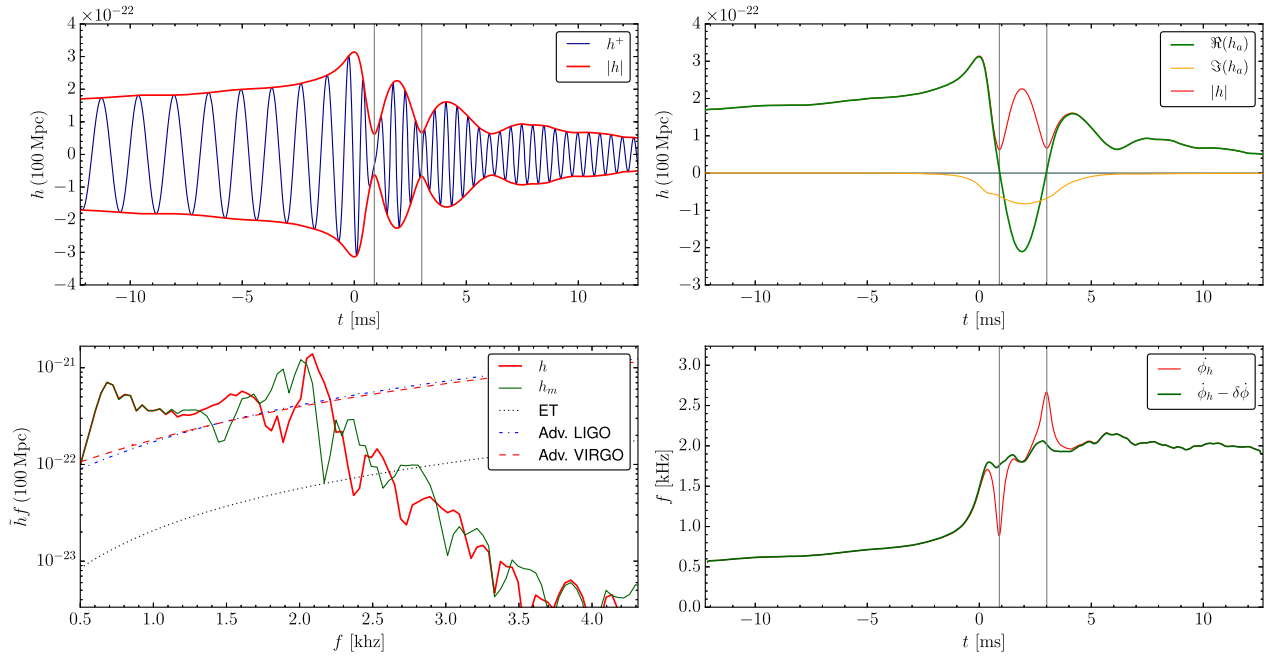 ×10⁻²²
4
3
2
1
0
−1
−2
−3
−4
h (100 Mpc)
−10
−5
0
5
10
t [ms]
h⁺
|h|
×10⁻²²
4
3
2
1
0
−1
−2
−3
h (100 Mpc)
−10
−5
0
5
10
t [ms]
ℜ(hₐ)
ℑ(hₐ)
|h|
10⁻²¹
10⁻²²
10⁻²³
h̃f (100 Mpc)
0.5
1.0
1.5
2.0
2.5
3.0
3.5
4.0
f [khz]
h
hₘ
ET
Adv. LIGO
Adv. VIRGO
3.0
2.5
2.0
1.5
1.0
0.5
0.0
f [kHz]
−10
−5
0
5
10
t [ms]
ϕ̇ₕ
ϕ̇ₕ − δϕ̇